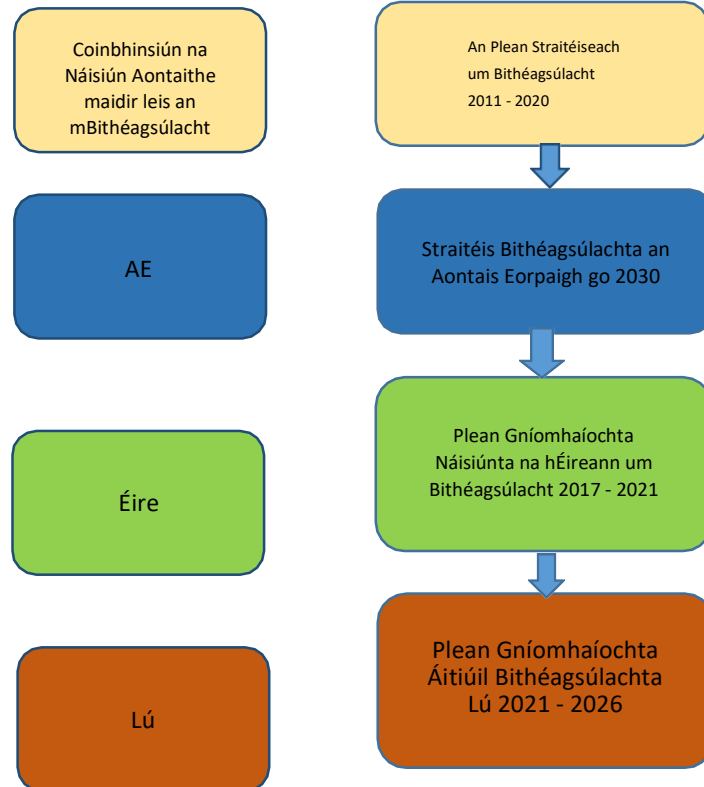 Coinbhinsiún na
Náisiún Aontaithe
maidir leis an
mBithéagsúlacht
An Plean Straitéiseach
um Bithéagsúlacht
2011 - 2020
AE
Straitéis Bithéagsúlachta an
Aontais Eorpaigh go 2030
Éire
Plean Gníomhaíochta
Náisiúnta na hÉireann um
Bithéagsúlacht 2017 - 2021
Lú
Plean Gníomhaíochta
Áitiúil Bithéagsúlachta
Lú 2021 - 2026